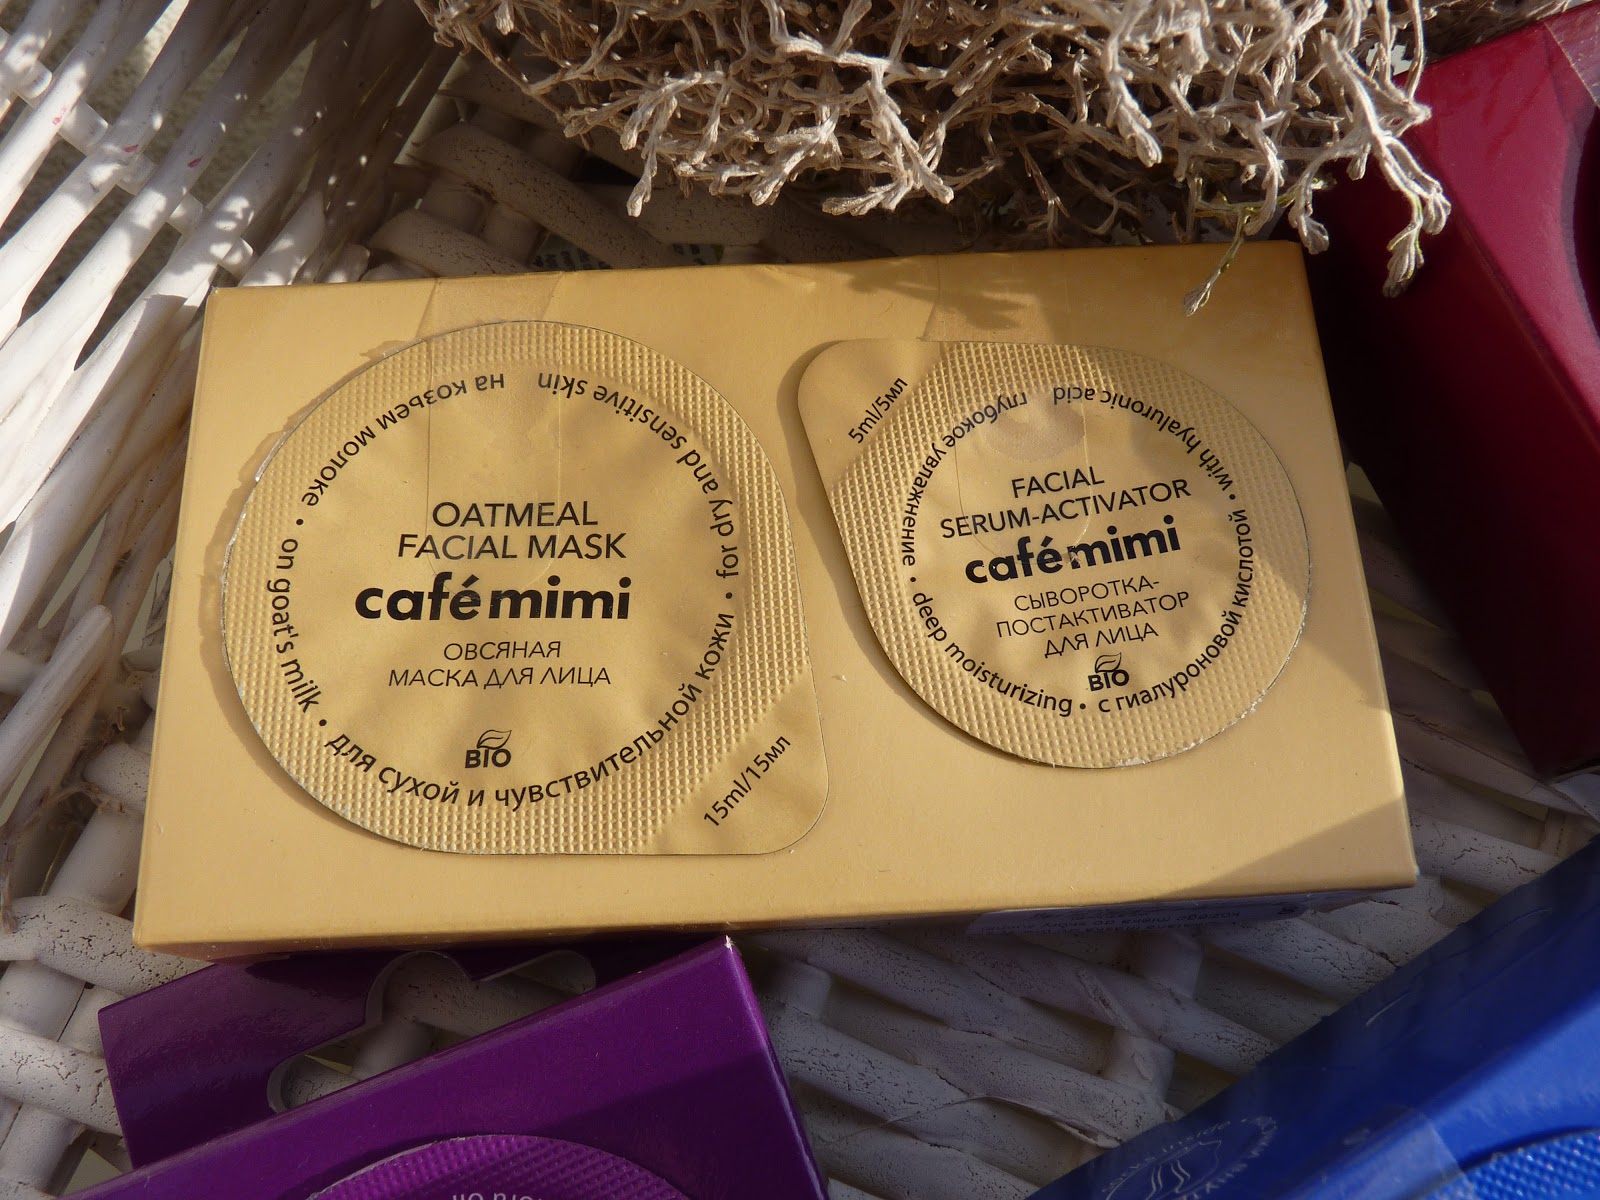 OATMEAL
FACIAL MASK
café mimi
ОВСЯНАЯ
МАСКА ДЛЯ ЛИЦА
BIO
на козьем молоке • on goat's milk • для сухой и чувствительной кожи • for dry and sensitive skin
15ml/15мл
5ml/5мл
FACIAL
SERUM-ACTIVATOR
café mimi
СЫВОРОТКА-
ПОСТАКТИВАТОР
ДЛЯ ЛИЦА
BIO
глубокое увлажнение • deep moisturizing • с гиалуроновой кислотой • with hyaluronic acid